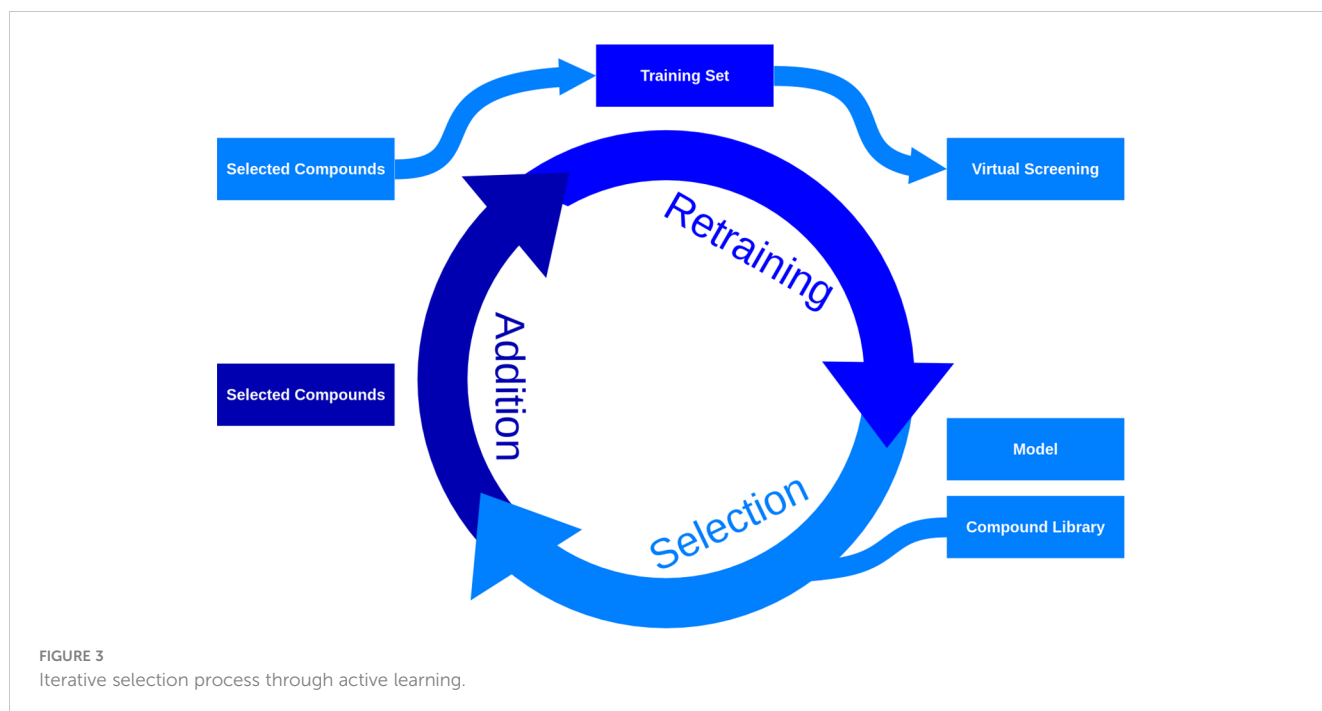 Training Set
Selected Compounds
Virtual Screening
Retraining
Addition
Selected Compounds
Model
Selection
Compound Library
FIGURE 3
Iterative selection process through active learning.